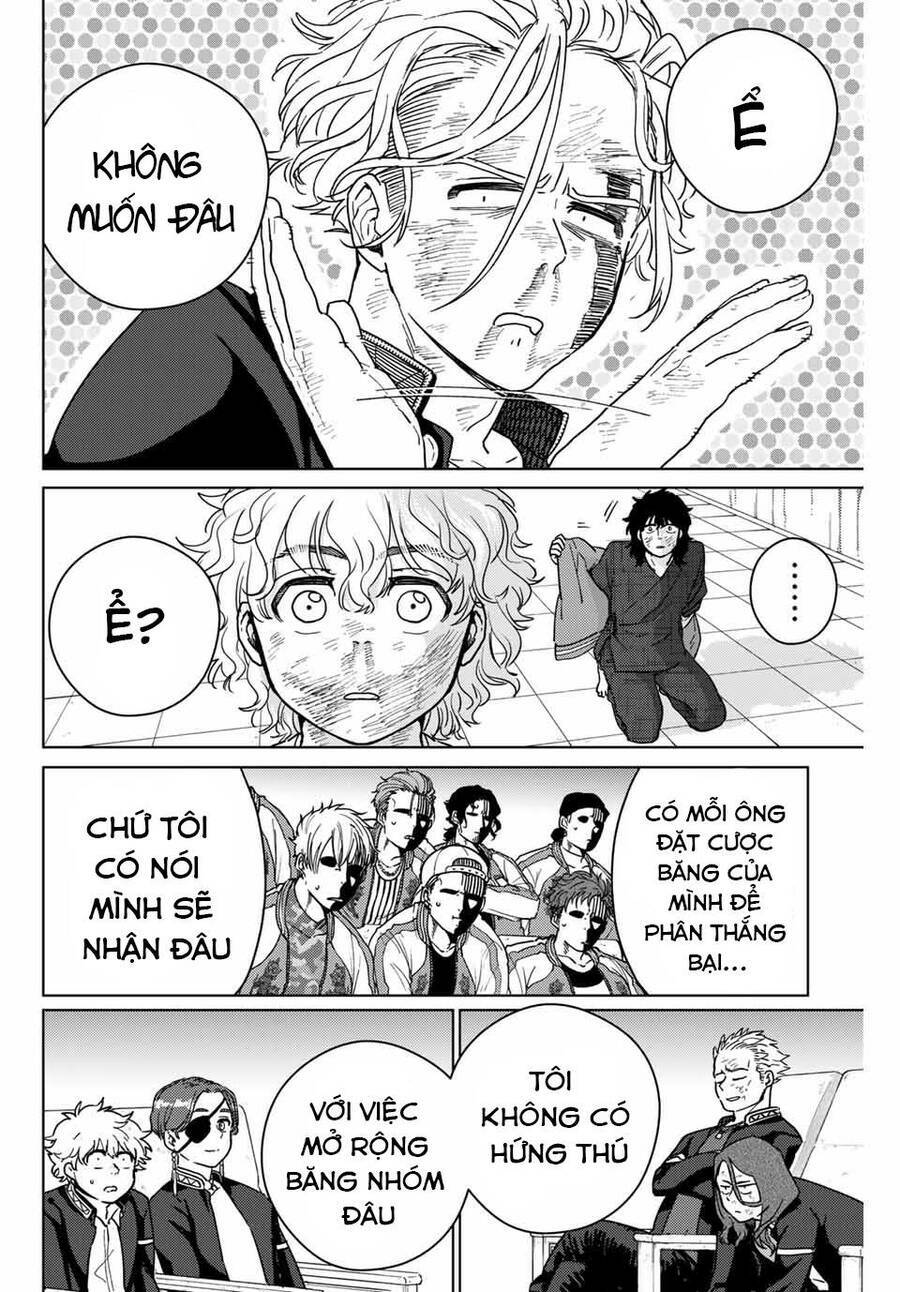 Ể
KHÔNG
MUỐN ĐÂU
......
Ể?
CÓ MỖI ÔNG
ĐẶT CƯỢC
BĂNG CỦA
MÌNH ĐỂ
PHÂN THẮNG
BẠI...
CHỨ TÔI
CÓ NÓI
MÌNH SẼ
NHẬN ĐÂU
TÔI
KHÔNG CÓ
HỨNG THÚ
VỚI VIỆC
MỞ RỘNG
BĂNG NHÓM
ĐÂU